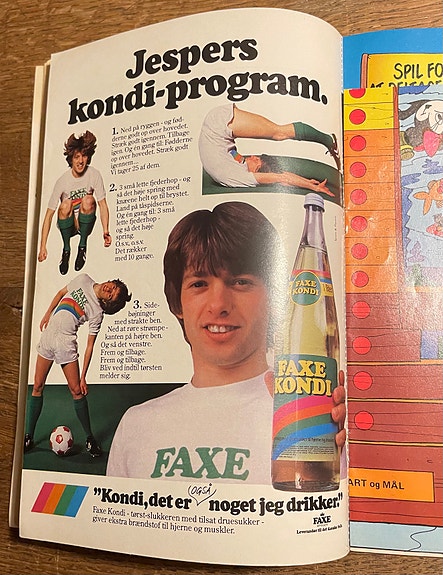 Jespers
kondi-program.
1. Ned på ryggen - og fød-
derne godt op over hovedet.
Stræk godt igennem. Tilbage
igen. Og én gang til: Fødderne
op over hovedet. Stræk godt
igennem...
Vi tager 25 af dem.
2. 3 små lette fjederhop - og
så det høje spring med
knæene helt op til brystet.
Land på tåspidserne.
Og én gang til: 3 små
lette fjederhop -
og så det høje
spring.
O.s.v. o.s.v.
Det rækker
med 10 gange.
3. Side-
bøjninger
med strakte ben.
Ned at røre strømpe-
kanten på højre ben.
Og så det venstre.
Frem og tilbage.
Frem og tilbage.
Bliv ved indtil tørsten
melder sig.
FAXE
KONDI
FAXE
KONDI
FAXE
"Kondi, det er OGSÅ noget jeg drikker."
Faxe Kondi - tørst-slukkeren med tilsat druesukker -
giver ekstra brændstof til hjerne og muskler.
FAXE
SPIL FO
ART og MÅL